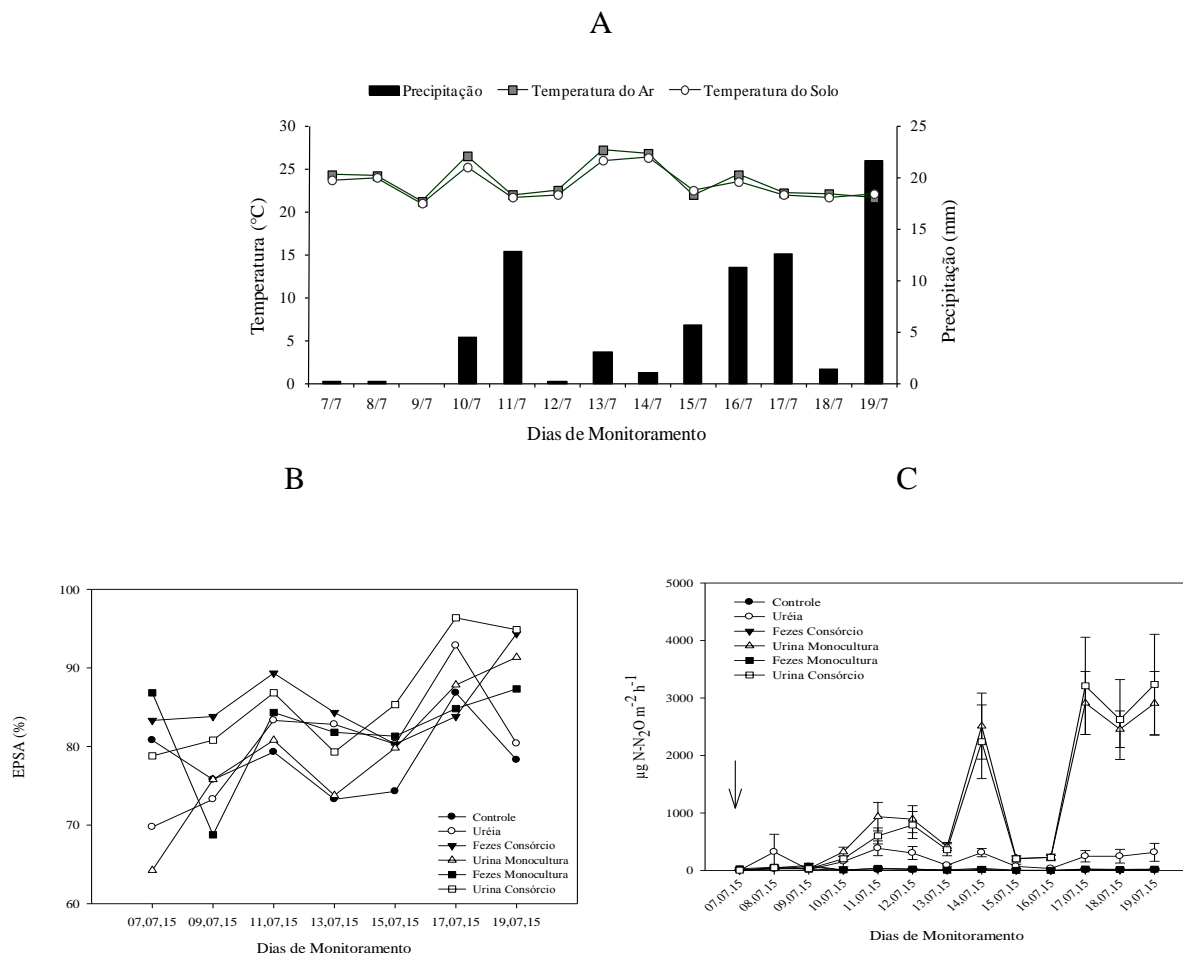 A
Precipitação Temperatura do Ar Temperatura do Solo
Temperatura (°C)
30
25
20
15
10
5
0
Precipitação (mm)
25
20
15
10
5
0
7/7 8/7 9/7 10/7 11/7 12/7 13/7 14/7 15/7 16/7 17/7 18/7 19/7
Dias de Monitoramento
B
EPSA (%)
100
90
80
70
60
Controle
Uréia
Fezes Consórcio
Urina Monocultura
Fezes Monocultura
Urina Consórcio
07,07,15 09,07,15 11,07,15 13,07,15 15,07,15 17,07,15 19,07,15
Dias de Monitoramento
C
µg N-N₂O m⁻² h⁻¹
5000
4000
3000
2000
1000
0
Controle
Uréia
Fezes Consórcio
Urina Monocultura
Fezes Monocultura
Urina Consórcio
07.07.15 08.07.15 09.07.15 10.07.15 11.07.15 12.07.15 13.07.15 14.07.15 15.07.15 16.07.15 17.07.15 18.07.15 19.07.15
Dias de Monitoramento